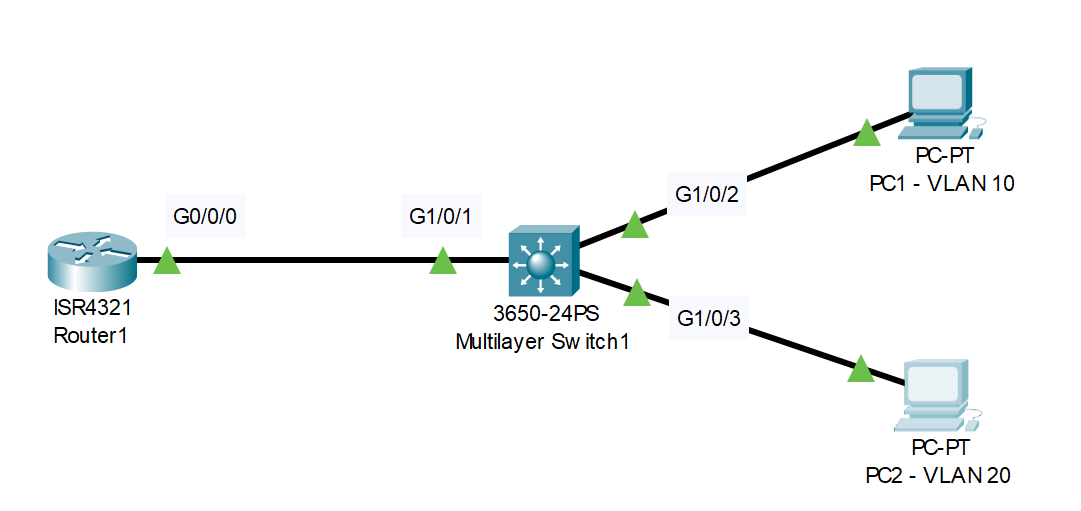 PC-PT
PC1 - VLAN 10
G1/0/2
G0/0/0
G1/0/1
ISR4321
Router1
3650-24PS
Multilayer Switch1
G1/0/3
PC-PT
PC2 - VLAN 20